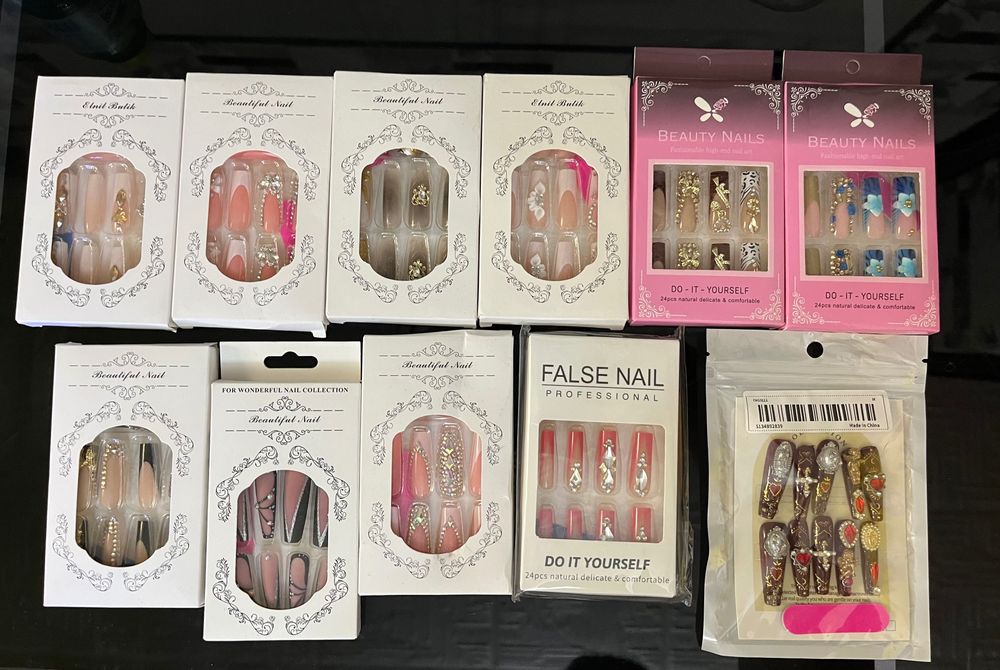 Elnil Butik
Beautiful Nail
Beautiful Nail
Elnil Butik
BEAUTY NAILS
Fashionable high-end nail art
DO - IT - YOURSELF
24pcs natural delicate & comfortable
BEAUTY NAILS
Fashionable high-end nail art
DO - IT - YOURSELF
24pcs natural delicate & comfortable
Beautiful Nail
FOR WONDERFUL NAIL COLLECTION
Beautiful Nail
Beautiful Nail
FALSE NAIL
PROFESSIONAL
DO IT YOURSELF
24pcs natural delicate & comfortable
M
S134892839
Made in China